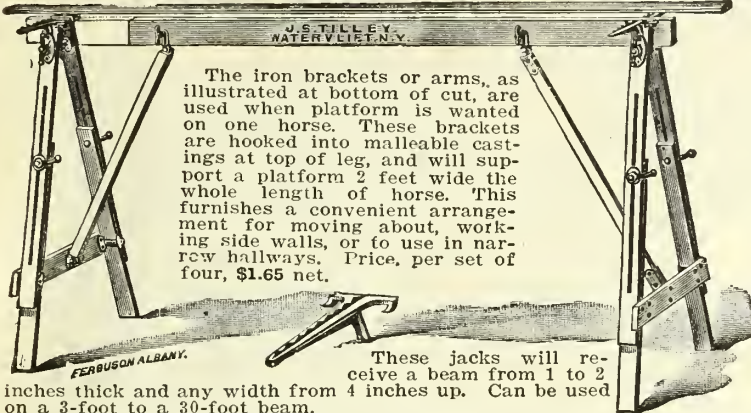 J.S.TILLEY.
WATERVLIET.N.Y.
The iron brackets or arms, as
illustrated at bottom of cut, are
used when platform is wanted
on one horse. These brackets
are hooked into malleable cast-
ings at top of leg, and will sup-
port a platform 2 feet wide the
whole length of horse. This
furnishes a convenient arrange-
ment for moving about, work-
ing side walls, or to use in nar-
row hallways. Price, per set of
four, $1.65 net.
FERGUSON ALBANY.
These jacks will re-
ceive a beam from 1 to 2
inches thick and any width from 4 inches up. Can be used
on a 3-foot to a 30-foot beam.